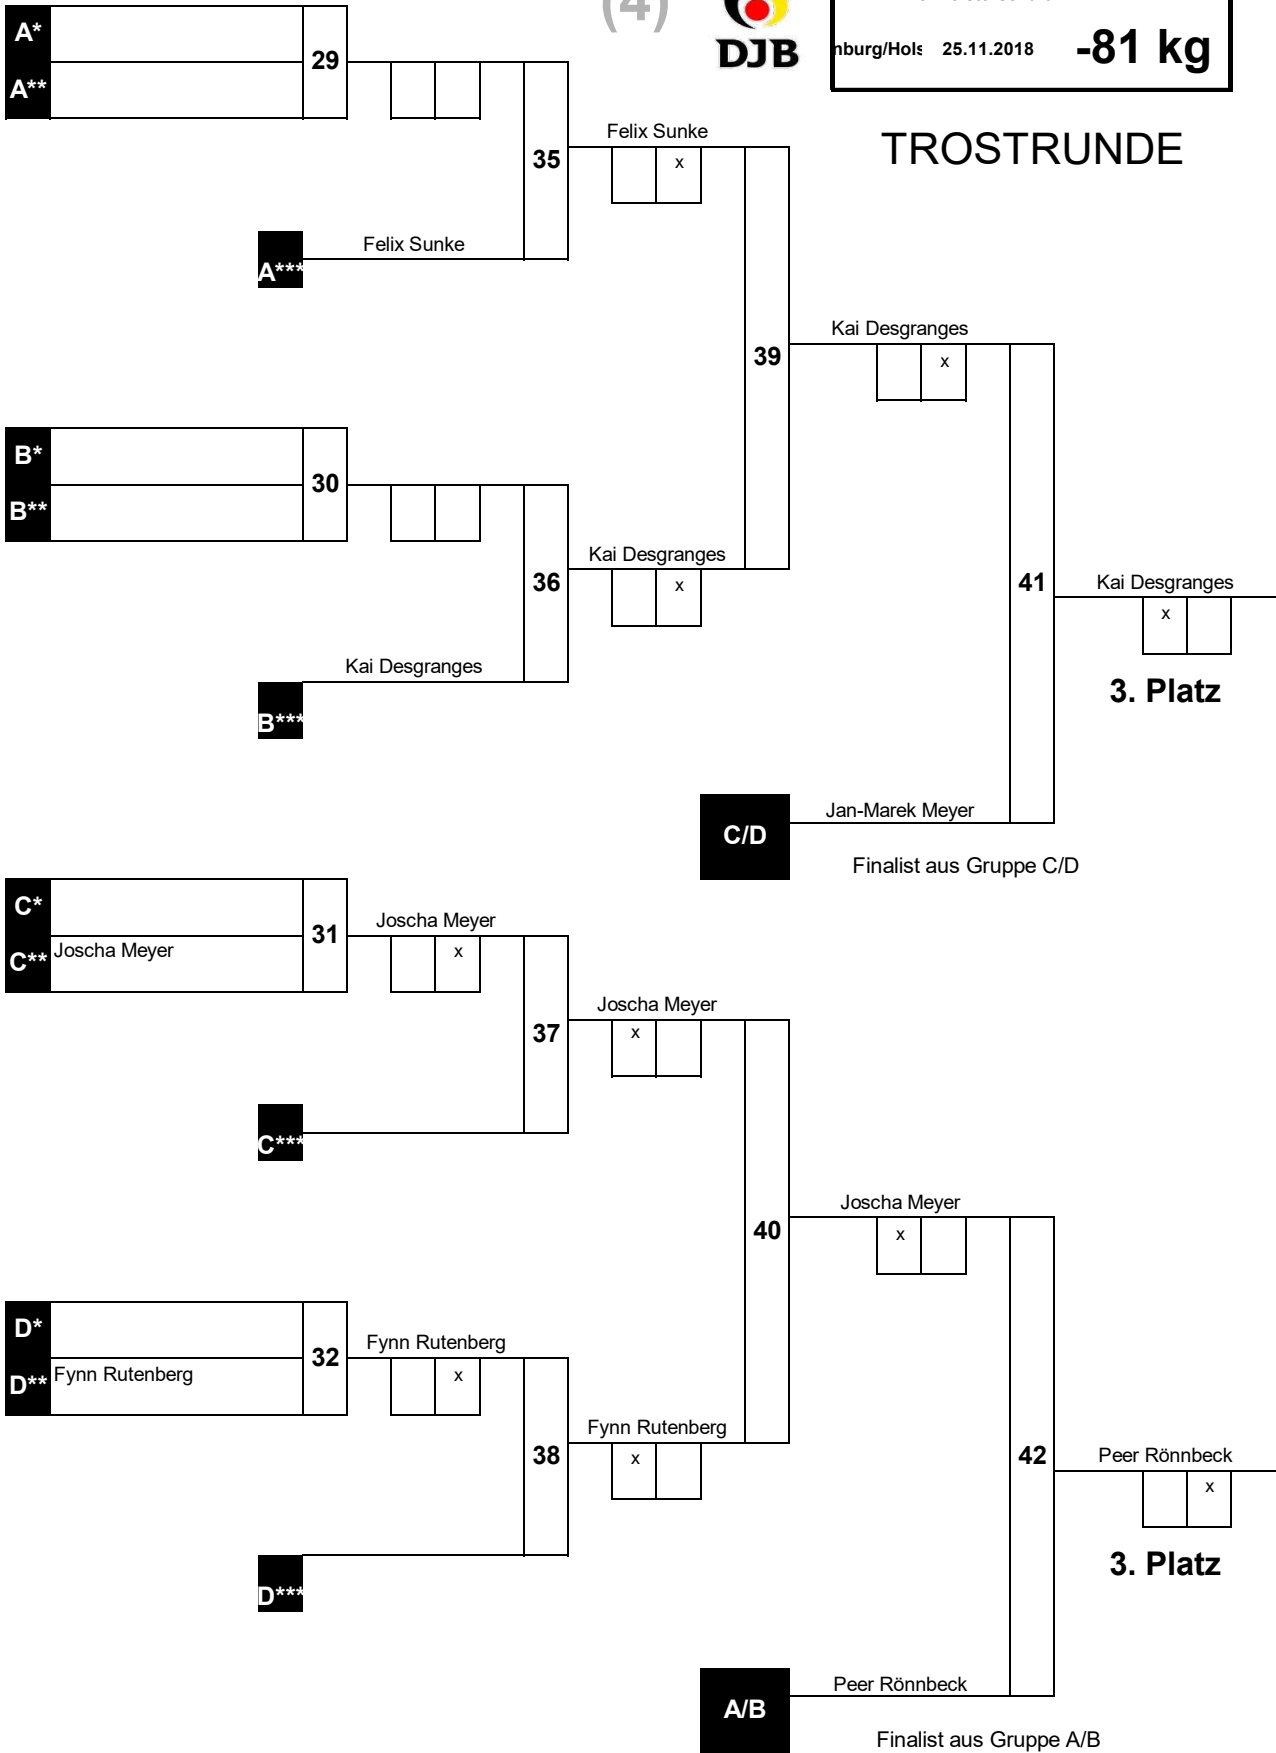 (4)
DJB
nburg/Hols 25.11.2018 -81 kg
TROSTRUNDE
A*
A**
29
Felix Sunke
x
35
A***
Felix Sunke
Kai Desgranges
x
39
B*
B**
30
Kai Desgranges
x
36
41
Kai Desgranges
x
3. Platz
B***
Kai Desgranges
C/D
Jan-Marek Meyer
Finalist aus Gruppe C/D
C*
C** Joscha Meyer
31
Joscha Meyer
x
37
Joscha Meyer
x
C***
Joscha Meyer
x
40
D*
D** Fynn Rutenberg
32
Fynn Rutenberg
x
38
Fynn Rutenberg
x
42
Peer Rönnbeck
x
3. Platz
D***
A/B
Peer Rönnbeck
Finalist aus Gruppe A/B